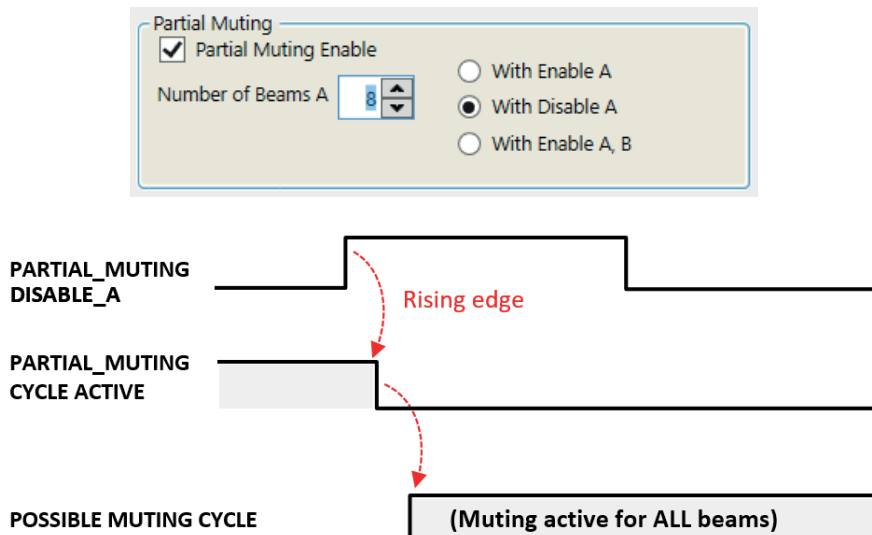 Partial Muting
Partial Muting Enable
Number of Beams A
8
With Enable A
With Disable A
With Enable A, B
PARTIAL_MUTING
DISABLE_A
Rising edge
PARTIAL_MUTING
CYCLE ACTIVE
POSSIBLE MUTING CYCLE
(Muting active for ALL beams)